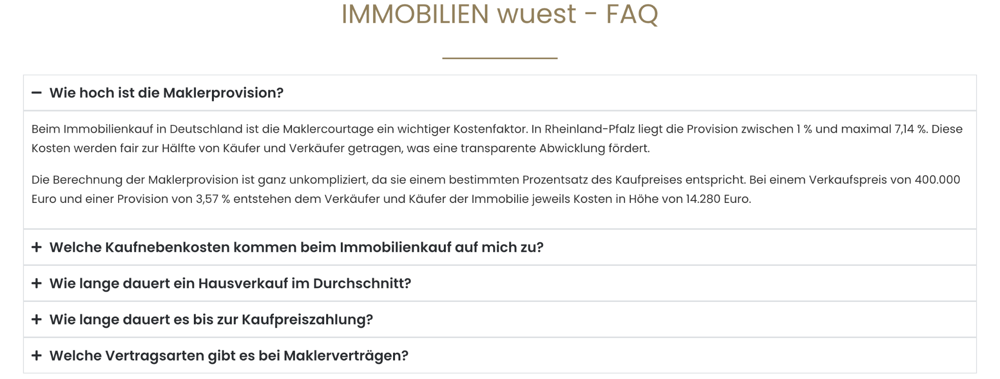 IMMOBILIEN wuest - FAQ
Wie hoch ist die Maklerprovision?
Beim Immobilienkauf in Deutschland ist die Maklercourtage ein wichtiger Kostenfaktor. In Rheinland-Pfalz liegt die Provision zwischen 1 % und maximal 7,14 %. Diese
Kosten werden fair zur Hälfte von Käufer und Verkäufer getragen, was eine transparente Abwicklung fördert.
Die Berechnung der Maklerprovision ist ganz unkompliziert, da sie einem bestimmten Prozentsatz des Kaufpreises entspricht. Bei einem Verkaufspreis von 400.000
Euro und einer Provision von 3,57 % entstehen dem Verkäufer und Käufer der Immobilie jeweils Kosten in Höhe von 14.280 Euro.
Welche Kaufnebenkosten kommen beim Immobilienkauf auf mich zu?
Wie lange dauert ein Hausverkauf im Durchschnitt?
Wie lange dauert es bis zur Kaufpreiszahlung?
Welche Vertragsarten gibt es bei Maklerverträgen?